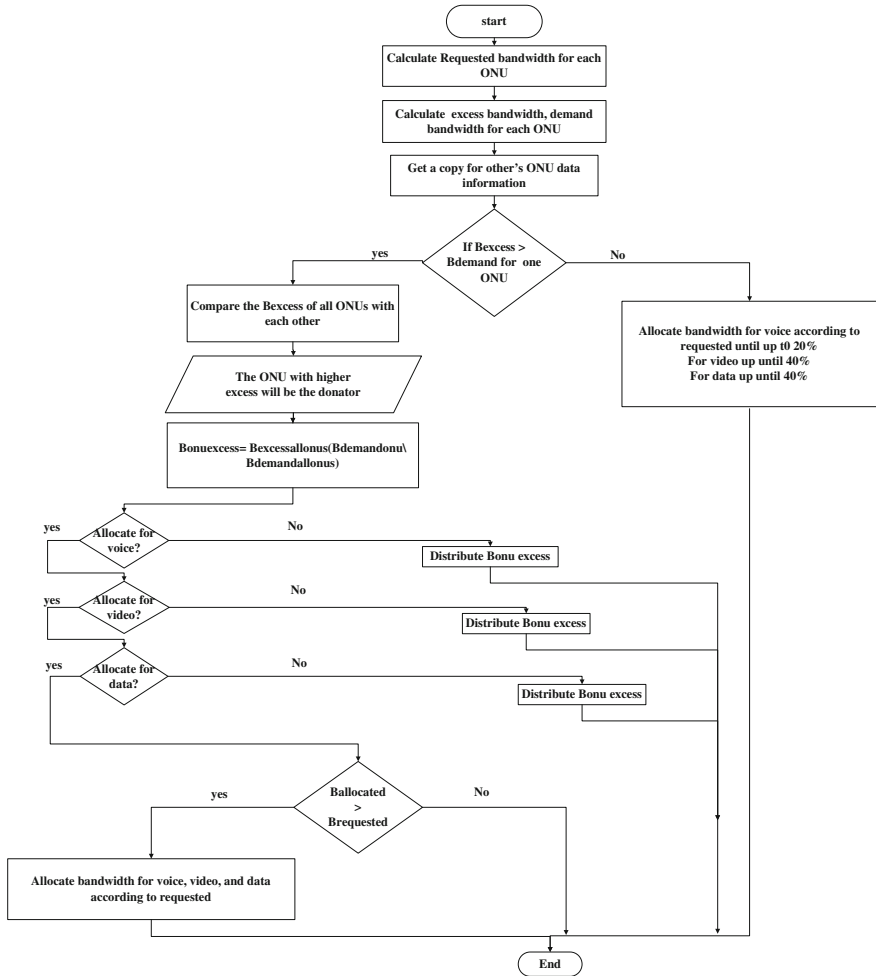 start
Calculate Requested bandwidth for each
ONU
Calculate excess bandwidth, demand
bandwidth for each ONU
Get a copy for other's ONU data
information
If Bexcess >
Bdemand for one
ONU
yes
No
Compare the Bexcess of all ONUs with
each other
Allocate bandwidth for voice according to
requested until up t0 20%
For video up until 40%
For data up until 40%
The ONU with higher
excess will be the donator
Bonuexcess= Bexcessallonus(Bdemandonu\
Bdemandallonus)
yes
Allocate for
voice?
No
Distribute Bonu excess
yes
Allocate for
video?
No
Distribute Bonu excess
yes
Allocate for
data?
No
Distribute Bonu excess
yes
Ballocated
>
Brequested
No
Allocate bandwidth for voice, video, and data
according to requested
End